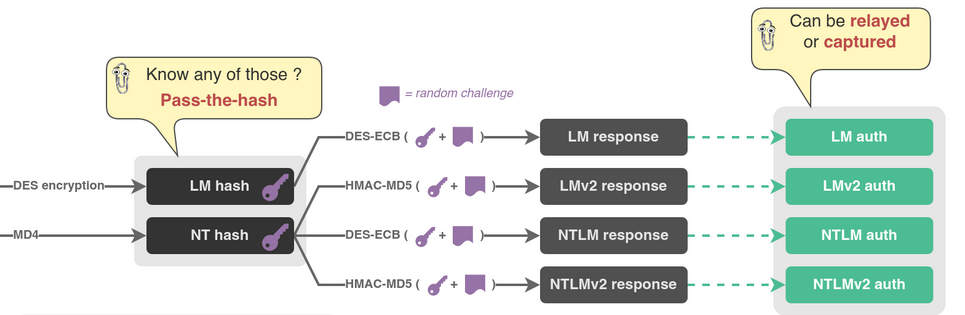 Can be relayed
or captured
Know any of those ?
Pass-the-hash
= random challenge
DES-ECB ( + )
LM response
LM auth
DES encryption
LM hash
HMAC-MD5 ( + )
LMv2 response
LMv2 auth
MD4
NT hash
DES-ECB ( + )
NTLM response
NTLM auth
HMAC-MD5 ( + )
NTLMv2 response
NTLMv2 auth